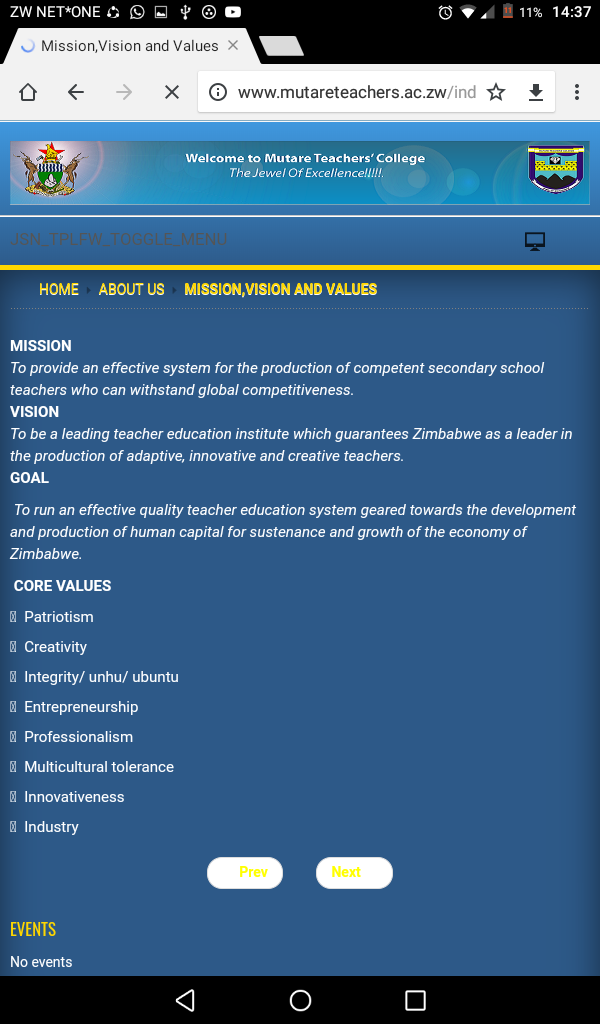 ZW NET*ONE 11 11% 14:37
Mission,Vision and Values
www.mutareteachers.ac.zw/ind
Welcome to Mutare Teachers' College
The Jewel Of Excellence!!!!!.
JSN_TPLFW_TOGGLE_MENU
HOME ABOUT US MISSION,VISION AND VALUES
MISSION
To provide an effective system for the production of competent secondary school
teachers who can withstand global competitiveness.
VISION
To be a leading teacher education institute which guarantees Zimbabwe as a leader in
the production of adaptive, innovative and creative teachers.
GOAL
To run an effective quality teacher education system geared towards the development
and production of human capital for sustenance and growth of the economy of
Zimbabwe.
CORE VALUES
Patriotism
Creativity
Integrity/ unhu/ ubuntu
Entrepreneurship
Professionalism
Multicultural tolerance
Innovativeness
Industry
Prev Next
EVENTS
No events